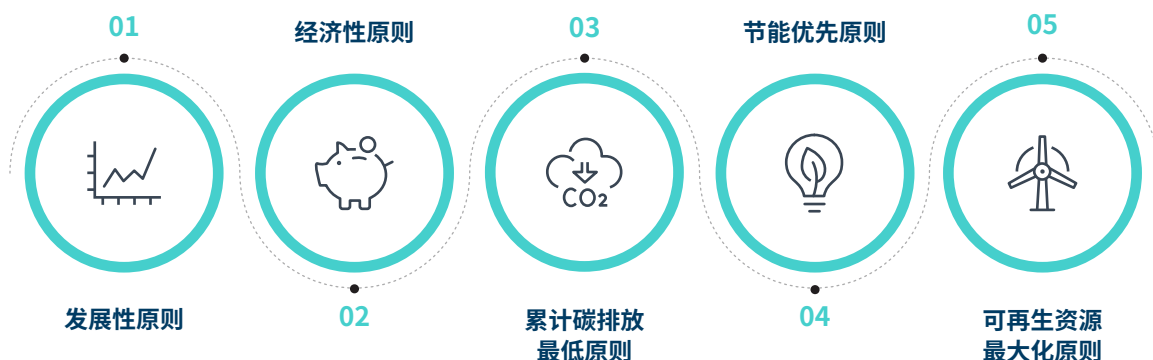 01
发展性原则
经济性原则
02
03
CO2
累计碳排放
最低原则
节能优先原则
04
05
可再生资源
最大化原则